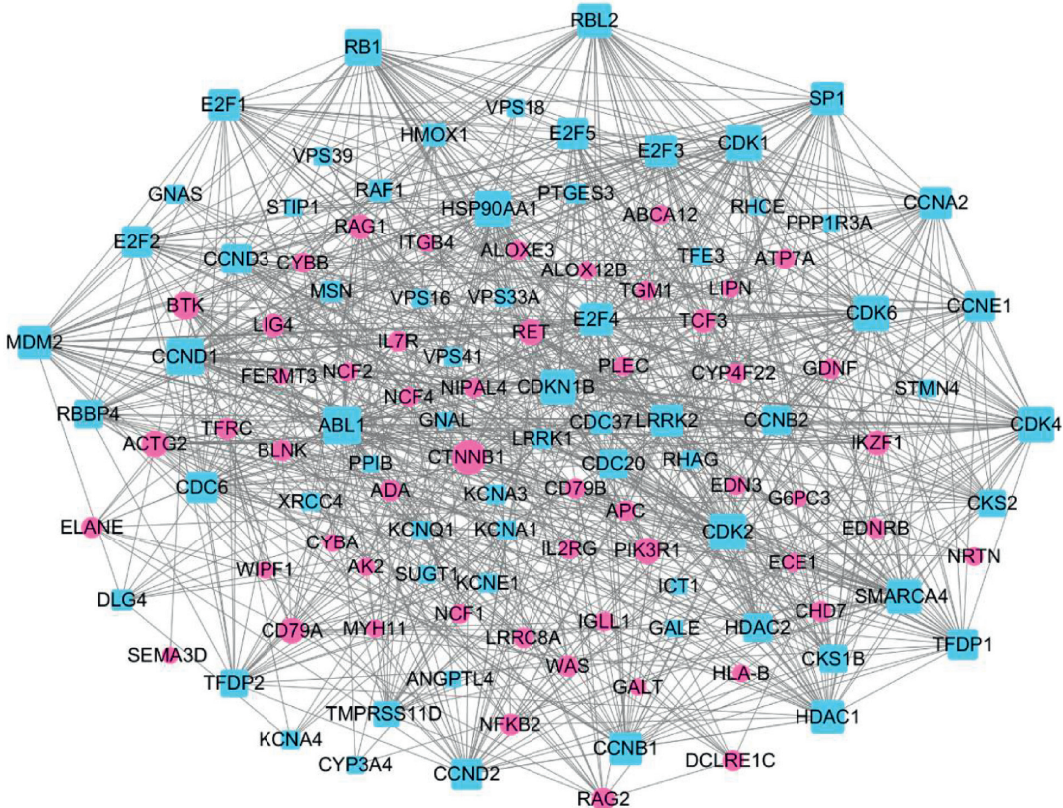 RBL2
RB1
SP1
E2F1
VPS18
HMOX1
E2F5
E2F3
CDK1
VPS39
GNAS
RAF1
PTGES3
RHCE
CCNA2
STIP1
HSP90AA1
ABCA12
PPP1R3A
RAG1
E2F2
ITGB4
ALOXE3
TFE3
ATP7A
CCND3
CYBB
ALOX12B
MSN
VPS16
VPS33A
TGM1
LIPN
BTK
CCNE1
CDK6
LIG4
E2F4
TCF3
MDM2
IL7R
RET
CCND1
VPS41
PLEC
GDNF
FERMT3
NCF2
CYP4F22
NIPAL4
CDKN1B
STMN4
NCF4
RBBP4
GNAL
CDC37
LRRK2
CCNB2
CDK4
TFRC
ABL1
ACTG2
LRRK1
IKZF1
BLNK
CTNNB1
PPIB
CDC20
RHAG
CDC6
ADA
KCNA3
CD79B
EDN3
G6PC3
XRCC4
CKS2
APC
ELANE
KCNQ1
KCNA1
CDK2
EDNRB
CYBA
IL2RG
PIK3R1
NRTN
WIPF1
AK2
ECE1
SUGT1
KCNE1
ICT1
DLG4
SMARCA4
NCF1
CHD7
CD79A
MYH11
IGLL1
GALE
HDAC2
LRRC8A
TFDP1
SEMA3D
CKS1B
WAS
HLA-B
TFDP2
ANGPTL4
GALT
TMPRSS11D
HDAC1
NFKB2
KCNA4
CCNB1
CYP3A4
DCLRE1C
CCND2
RAG2